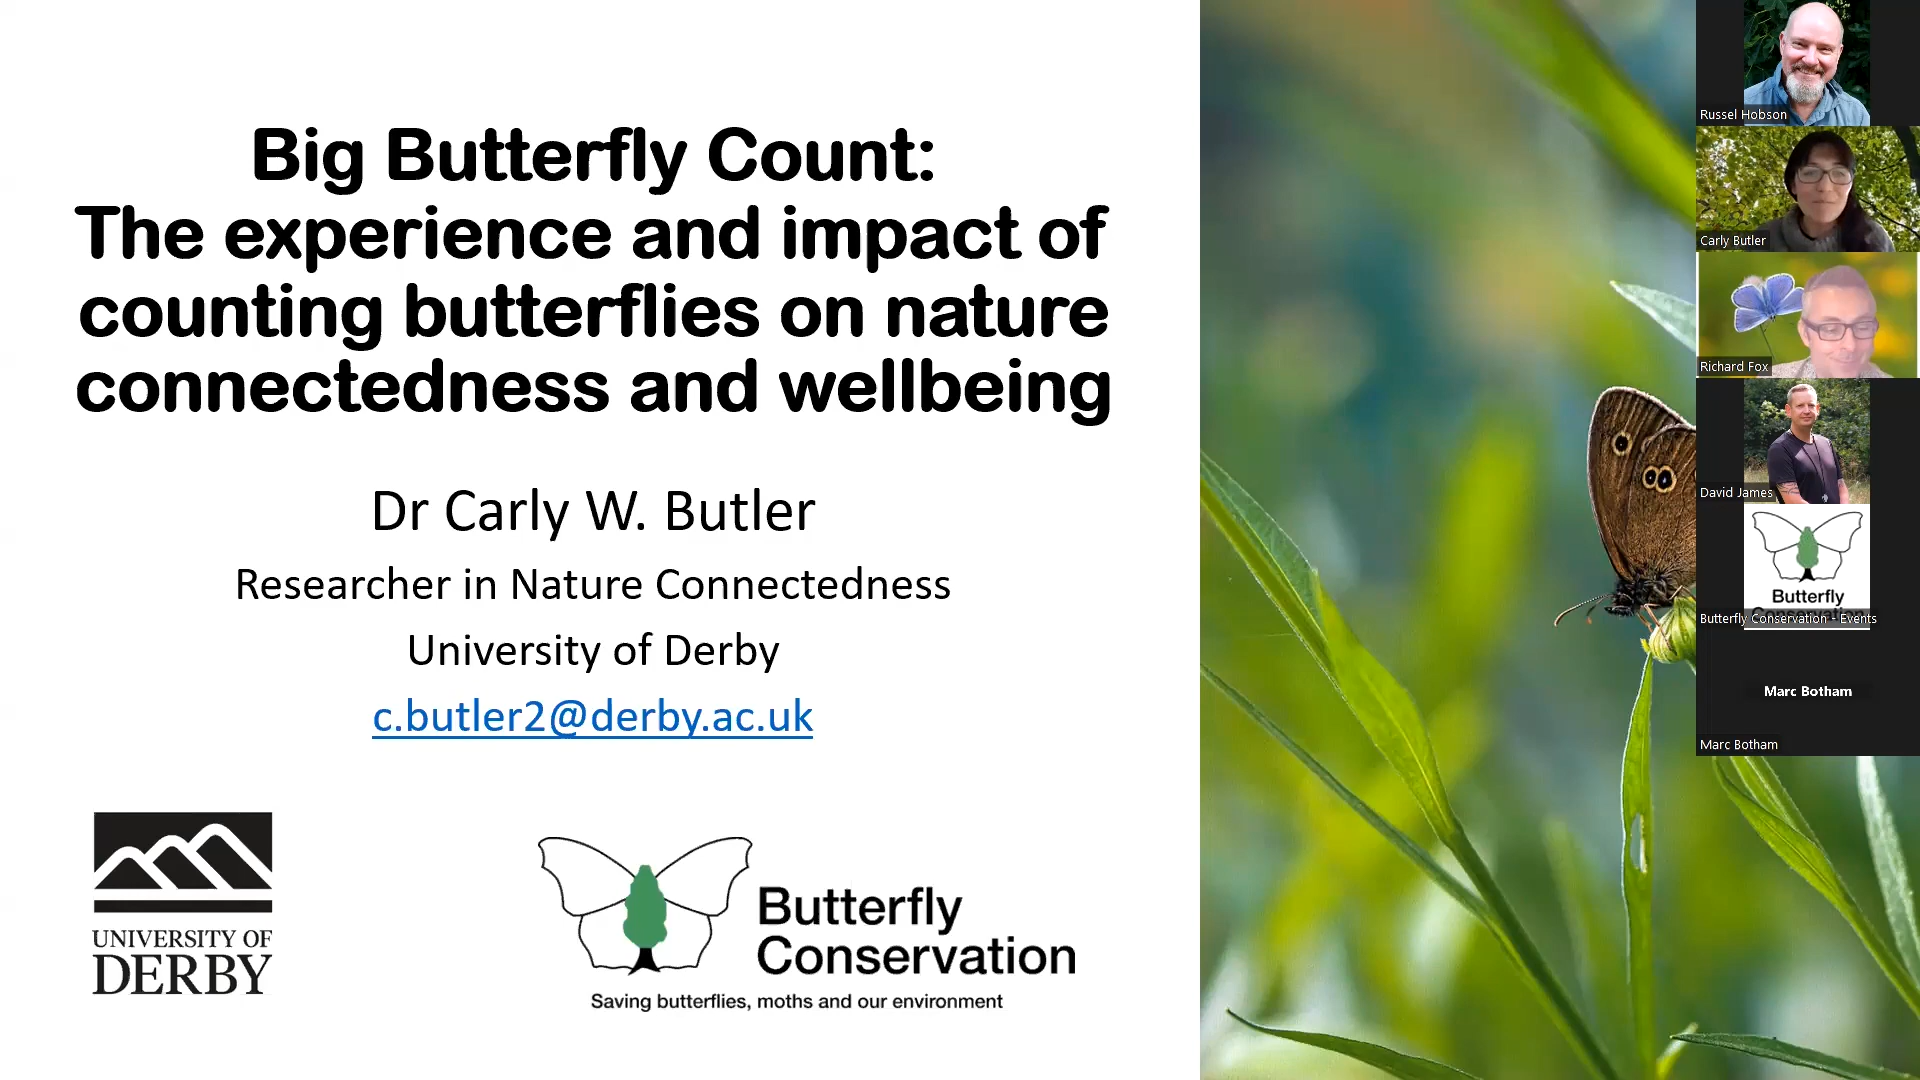 Big Butterfly Count:
The experience and impact of
counting butterflies on nature
connectedness and wellbeing
Dr Carly W. Butler
Researcher in Nature Connectedness
University of Derby
c.butler2@derby.ac.uk
UNIVERSITY OF
DERBY
Butterfly
Conservation
Saving butterflies, moths and our environment
Russel Hobson
Carly Butler
Richard Fox
David James
Butterfly
Conservation
Butterfly Conservation - Events
Marc Botham
Marc Botham